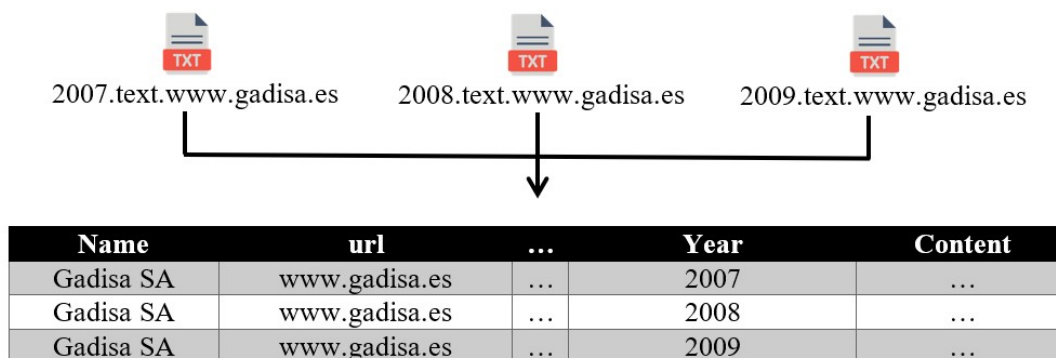 TXT TXT TXT
2007.text.www.gadisa.es 2008.text.www.gadisa.es 2009.text.www.gadisa.es
Name url ... Year Content
Gadisa SA www.gadisa.es ... 2007 ...
Gadisa SA www.gadisa.es ... 2008 ...
Gadisa SA www.gadisa.es ... 2009 ...